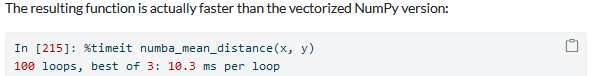 The resulting function is actually faster than the vectorized NumPy version:
In [215]: %timeit numba_mean_distance(x, y)
100 loops, best of 3: 10.3 ms per loop